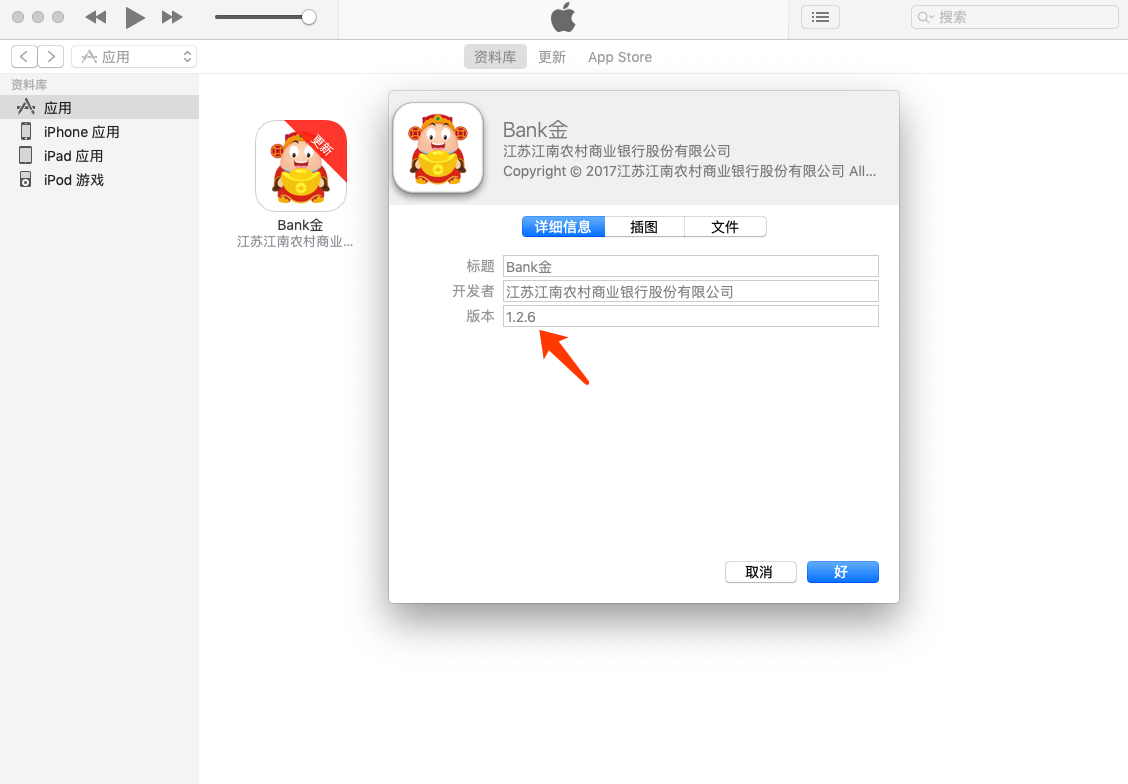 搜索
应用
资料库 更新 App Store
资料库
应用
iPhone 应用
iPad 应用
iPod 游戏
更新
Bank金
江苏江南农村商业...
Bank金
江苏江南农村商业银行股份有限公司
Copyright © 2017江苏江南农村商业银行股份有限公司 All...
详细信息 插图 文件
标题 Bank金
开发者 江苏江南农村商业银行股份有限公司
版本 1.2.6
取消 好